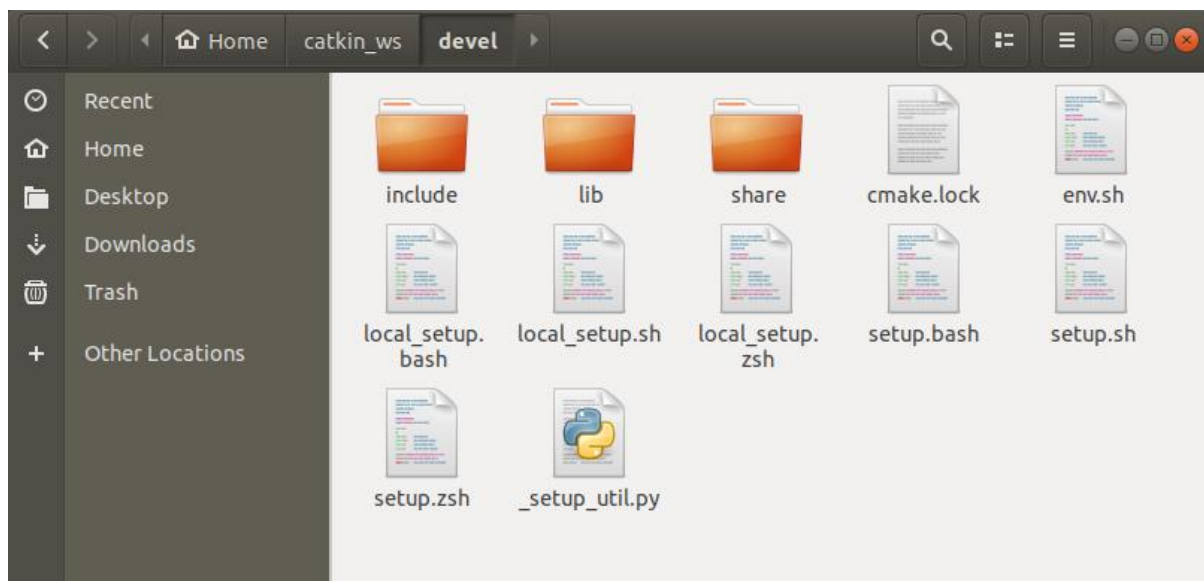 Home catkin_ws devel
Recent
Home
Desktop
Downloads
Trash
Other Locations
include lib share cmake.lock env.sh
local_setup. local_setup.sh local_setup. setup.bash setup.sh
bash zsh
setup.zsh _setup_util.py